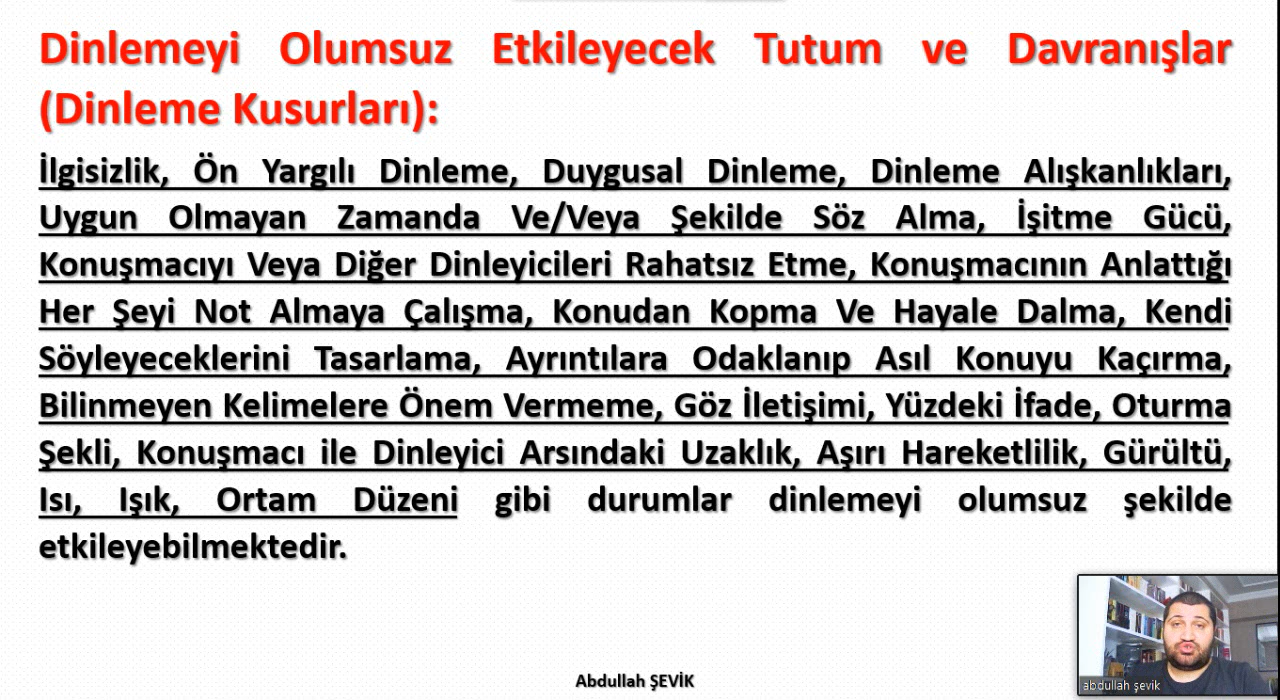 Dinlemeyi Olumsuz Etkileyecek Tutum ve Davranışlar
(Dinleme Kusurları):
İlgisizlik, Ön Yargılı Dinleme, Duygusal Dinleme, Dinleme Alışkanlıkları,
Uygun Olmayan Zamanda Ve/Veya Şekilde Söz Alma, İşitme Gücü,
Konuşmacıyı Veya Diğer Dinleyicileri Rahatsız Etme, Konuşmacının Anlattığı
Her Şeyi Not Almaya Çalışma, Konudan Kopma Ve Hayale Dalma, Kendi
Söyleyeceklerini Tasarlama, Ayrıntılara Odaklanıp Asıl Konuyu Kaçırma,
Bilinmeyen Kelimelere Önem Vermeme, Göz İletişimi, Yüzdeki İfade, Oturma
Şekli, Konuşmacı ile Dinleyici Arsındaki Uzaklık, Aşırı Hareketlilik, Gürültü,
Isı, Işık, Ortam Düzeni gibi durumlar dinlemeyi olumsuz şekilde
etkileyebilmektedir.
Abdullah ŞEVİK
abdullah şevik